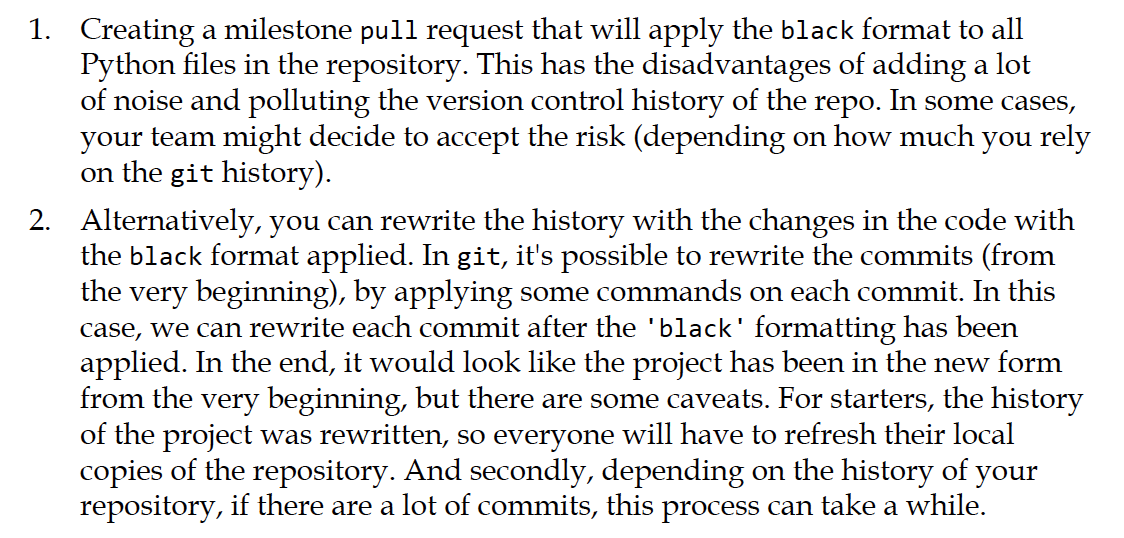 1. Creating a milestone pull request that will apply the black format to all
Python files in the repository. This has the disadvantages of adding a lot
of noise and polluting the version control history of the repo. In some cases,
your team might decide to accept the risk (depending on how much you rely
on the git history).
2. Alternatively, you can rewrite the history with the changes in the code with
the black format applied. In git, it's possible to rewrite the commits (from
the very beginning), by applying some commands on each commit. In this
case, we can rewrite each commit after the 'black' formatting has been
applied. In the end, it would look like the project has been in the new form
from the very beginning, but there are some caveats. For starters, the history
of the project was rewritten, so everyone will have to refresh their local
copies of the repository. And secondly, depending on the history of your
repository, if there are a lot of commits, this process can take a while.